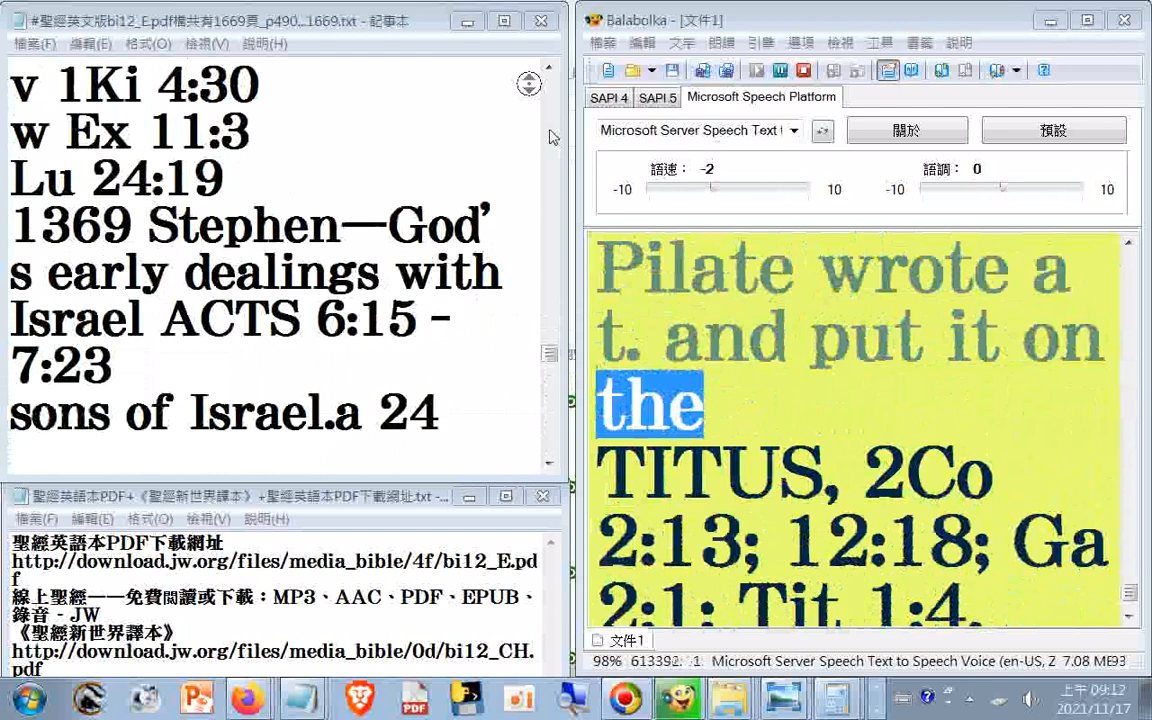 #聖經英文版bi12_E.pdf檔共有1669頁_p490...1669.txt - 記事本
檔案(F) 編輯(E) 格式(O) 檢視(V) 說明(H)
v 1Ki 4:30
w Ex 11:3
Lu 24:19
1369 Stephen—God’
s early dealings with
Israel ACTS 6:15 –
7:23
sons of Israel.a 24
聖經英語本PDF+《聖經新世界譯本》+聖經英語本PDF下載網址.txt - ...
檔案(F) 編輯(E) 格式(O) 檢視(V) 說明(H)
聖經英語本PDF下載網址
http://download.jw.org/files/media_bible/4f/bi12_E.pd
f
線上聖經——免費閱讀或下載：MP3、AAC、PDF、EPUB、
錄音 - JW
《聖經新世界譯本》
http://download.jw.org/files/media_bible/0d/bi12_CH.
pdf
Balabolka - [文件1]
檔案 編輯 文字 朗讀 引擎 選項 檢視 工具 書籤 說明
SAPI 4 SAPI 5 Microsoft Speech Platform
Microsoft Server Speech Text
關於 預設
語速： -2 語調： 0
-10 10 -10 10
Pilate wrote a
t. and put it on
the
TITUS, 2Co
2:13; 12:18; Ga
2:1; Tit 1:4.
文件1
98% 613392: 1 Microsoft Server Speech Text to Speech Voice (en-US, Z 7.08 ME93
PDF
上午 09:12
2021/11/17